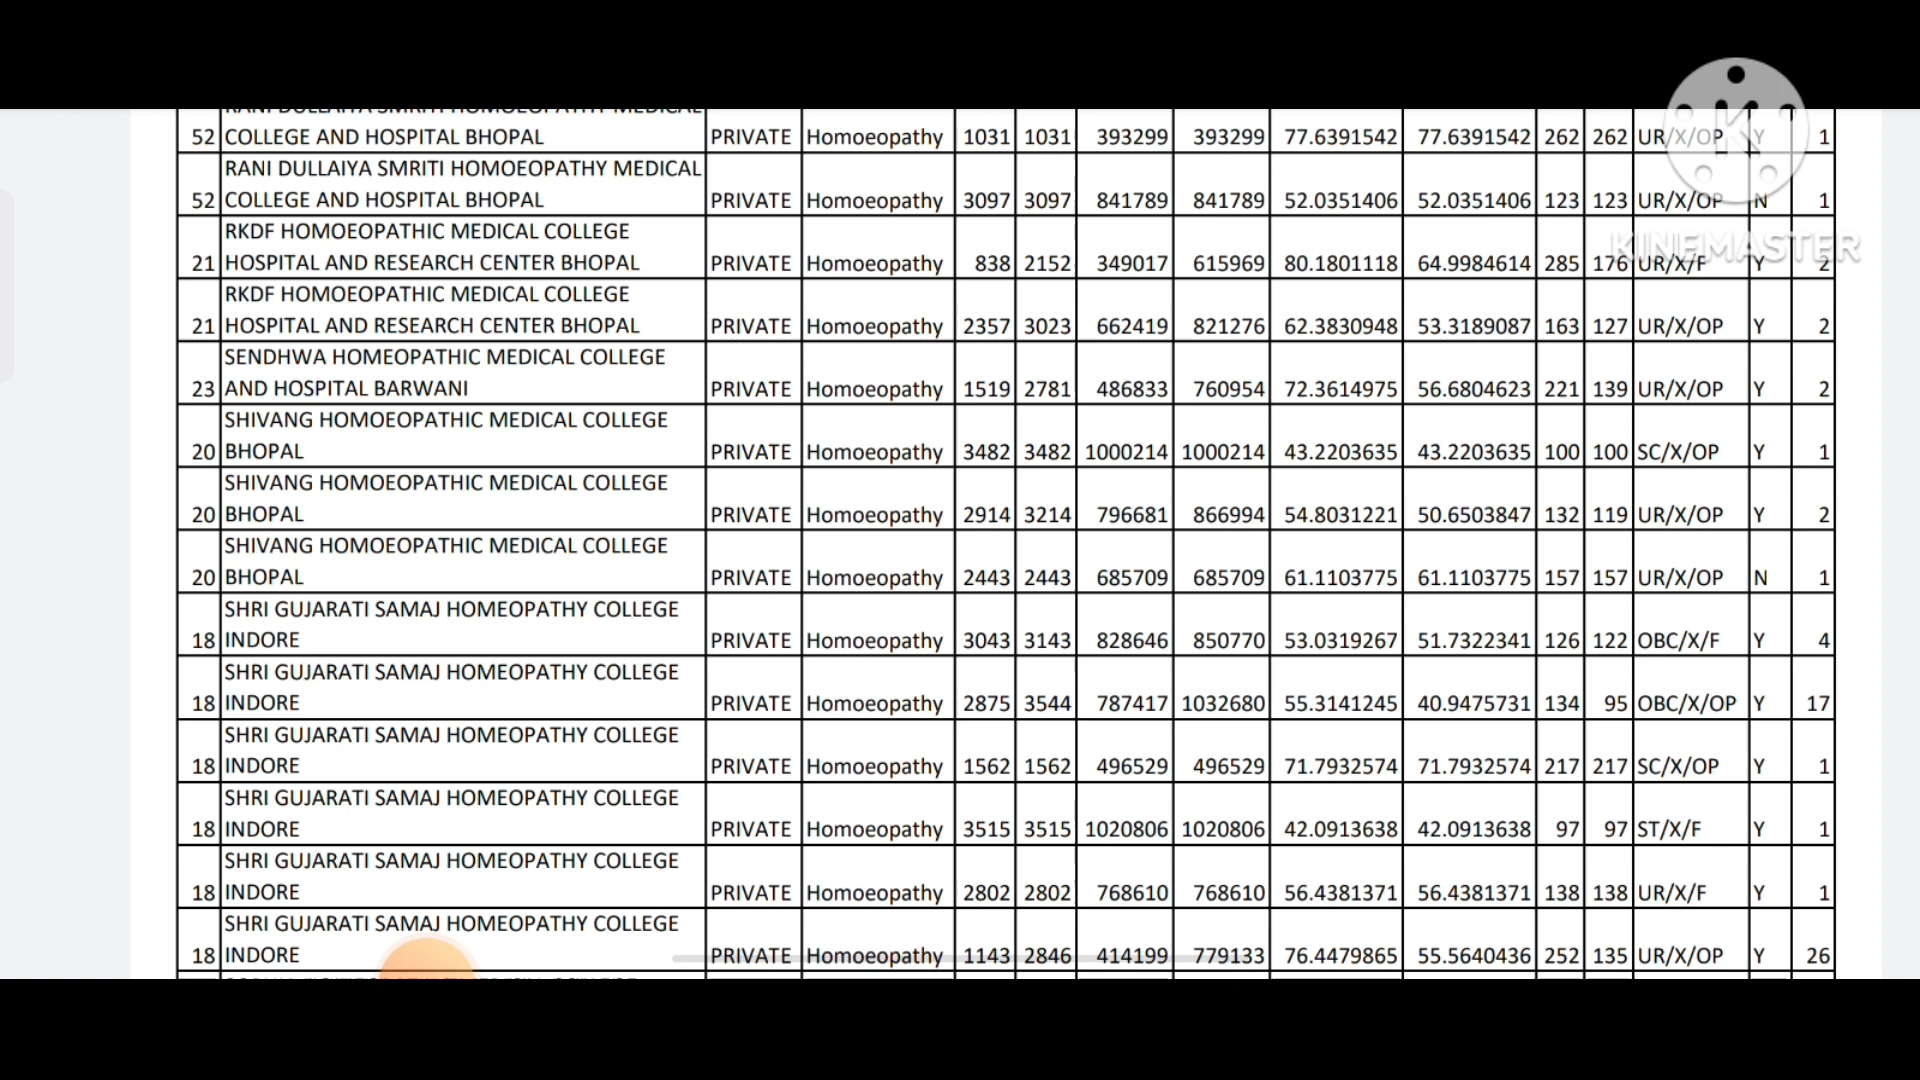 RANI DULLAIYA SMRITI HOMOEOPATHY MEDICAL
52 COLLEGE AND HOSPITAL BHOPAL PRIVATE Homoeopathy 1031 1031 393299 393299 77.6391542 77.6391542 262 262 UR/X/OP Y 1
RANI DULLAIYA SMRITI HOMOEOPATHY MEDICAL
52 COLLEGE AND HOSPITAL BHOPAL PRIVATE Homoeopathy 3097 3097 841789 841789 52.0351406 52.0351406 123 123 UR/X/OP N 1
RKDF HOMOEOPATHIC MEDICAL COLLEGE
KINEMASTER
21 HOSPITAL AND RESEARCH CENTER BHOPAL PRIVATE Homoeopathy 838 2152 349017 615969 80.1801118 64.9984614 285 176 UR/X/F Y 2
RKDF HOMOEOPATHIC MEDICAL COLLEGE
21 HOSPITAL AND RESEARCH CENTER BHOPAL PRIVATE Homoeopathy 2357 3023 662419 821276 62.3830948 53.3189087 163 127 UR/X/OP Y 2
SENDHWA HOMEOPATHIC MEDICAL COLLEGE
23 AND HOSPITAL BARWANI PRIVATE Homoeopathy 1519 2781 486833 760954 72.3614975 56.6804623 221 139 UR/X/OP Y 2
SHIVANG HOMOEOPATHIC MEDICAL COLLEGE
20 BHOPAL PRIVATE Homoeopathy 3482 3482 1000214 1000214 43.2203635 43.2203635 100 100 SC/X/OP Y 1
SHIVANG HOMOEOPATHIC MEDICAL COLLEGE
20 BHOPAL PRIVATE Homoeopathy 2914 3214 796681 866994 54.8031221 50.6503847 132 119 UR/X/OP Y 2
SHIVANG HOMOEOPATHIC MEDICAL COLLEGE
20 BHOPAL PRIVATE Homoeopathy 2443 2443 685709 685709 61.1103775 61.1103775 157 157 UR/X/OP N 1
SHRI GUJARATI SAMAJ HOMEOPATHY COLLEGE
18 INDORE PRIVATE Homoeopathy 3043 3143 828646 850770 53.0319267 51.7322341 126 122 OBC/X/F Y 4
SHRI GUJARATI SAMAJ HOMEOPATHY COLLEGE
18 INDORE PRIVATE Homoeopathy 2875 3544 787417 1032680 55.3141245 40.9475731 134 95 OBC/X/OP Y 17
SHRI GUJARATI SAMAJ HOMEOPATHY COLLEGE
18 INDORE PRIVATE Homoeopathy 1562 1562 496529 496529 71.7932574 71.7932574 217 217 SC/X/OP Y 1
SHRI GUJARATI SAMAJ HOMEOPATHY COLLEGE
18 INDORE PRIVATE Homoeopathy 3515 3515 1020806 1020806 42.0913638 42.0913638 97 97 ST/X/F Y 1
SHRI GUJARATI SAMAJ HOMEOPATHY COLLEGE
18 INDORE PRIVATE Homoeopathy 2802 2802 768610 768610 56.4381371 56.4381371 138 138 UR/X/F Y 1
SHRI GUJARATI SAMAJ HOMEOPATHY COLLEGE
18 INDORE PRIVATE Homoeopathy 1143 2846 414199 779133 76.4479865 55.5640436 252 135 UR/X/OP Y 26